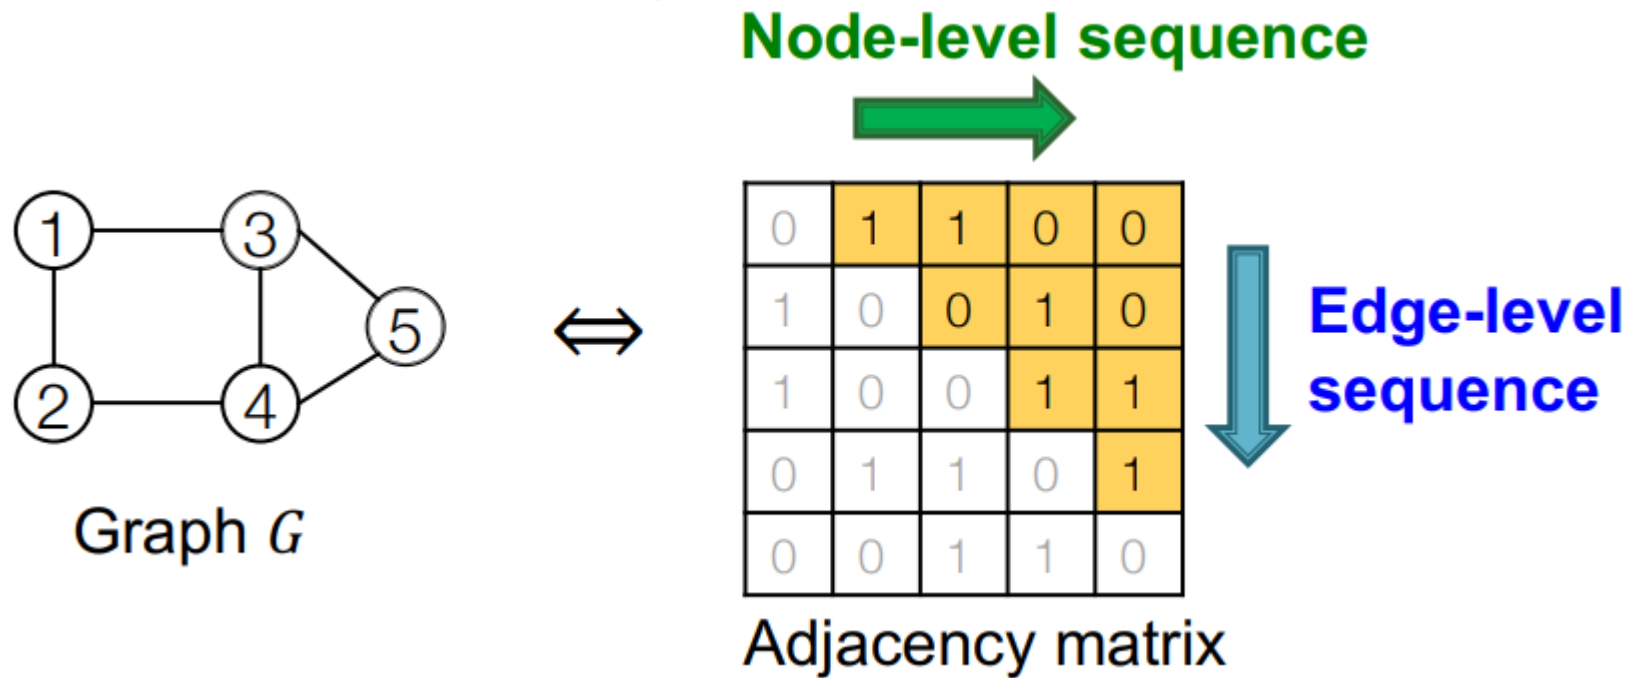 Node-level sequence
1
3
5
2
4
Graph G
⇔
0 1 1 0 0
1 0 0 1 0
1 0 0 1 1
0 1 1 0 1
0 0 1 1 0
Edge-level
sequence
Adjacency matrix